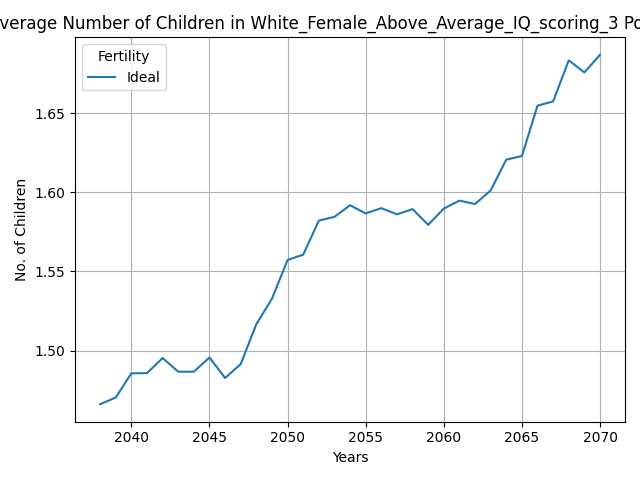 verage Number of Children in White_Female_Above_Average_IQ_scoring_3 Po
Fertility
Ideal
No. of Children
1.65
1.60
1.55
1.50
2040 2045 2050 2055 2060 2065 2070
Years